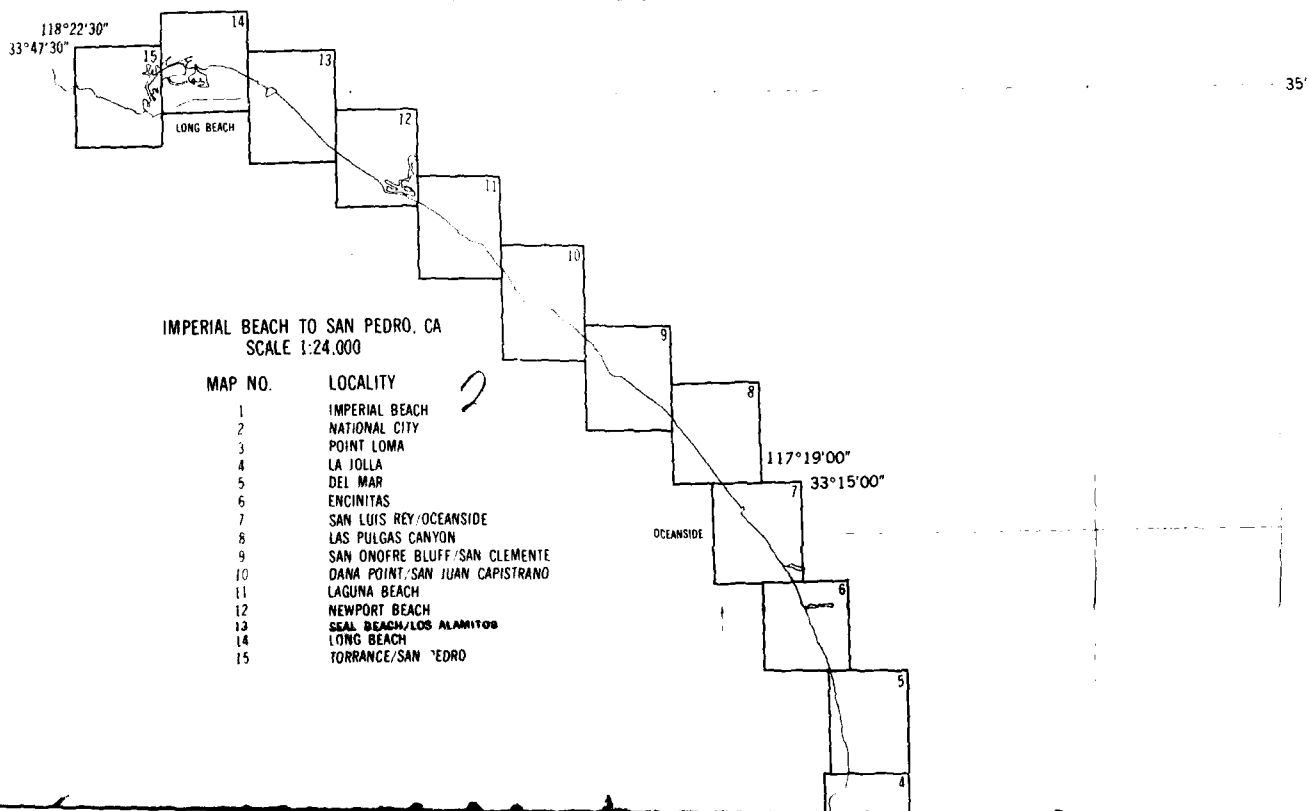 118°22'30"
33°47'30"
14
15
13
35'
LONG BEACH
12
11
10
IMPERIAL BEACH TO SAN PEDRO, CA
SCALE 1:24,000
9
MAP NO. LOCALITY
1 IMPERIAL BEACH
2 NATIONAL CITY
3 POINT LOMA
4 LA JOLLA
5 DEL MAR
6 ENCINITAS
7 SAN LUIS REY/OCEANSIDE
8 LAS PULGAS CANYON
9 SAN ONOFRE BLUFF/SAN CLEMENTE
10 DANA POINT/SAN JUAN CAPISTRANO
11 LAGUNA BEACH
12 NEWPORT BEACH
13 SEAL BEACH/LOS ALAMITOS
14 LONG BEACH
15 TORRANCE/SAN PEDRO
2
8
117°19'00"
33°15'00"
7
OCEANSIDE
6
5
4